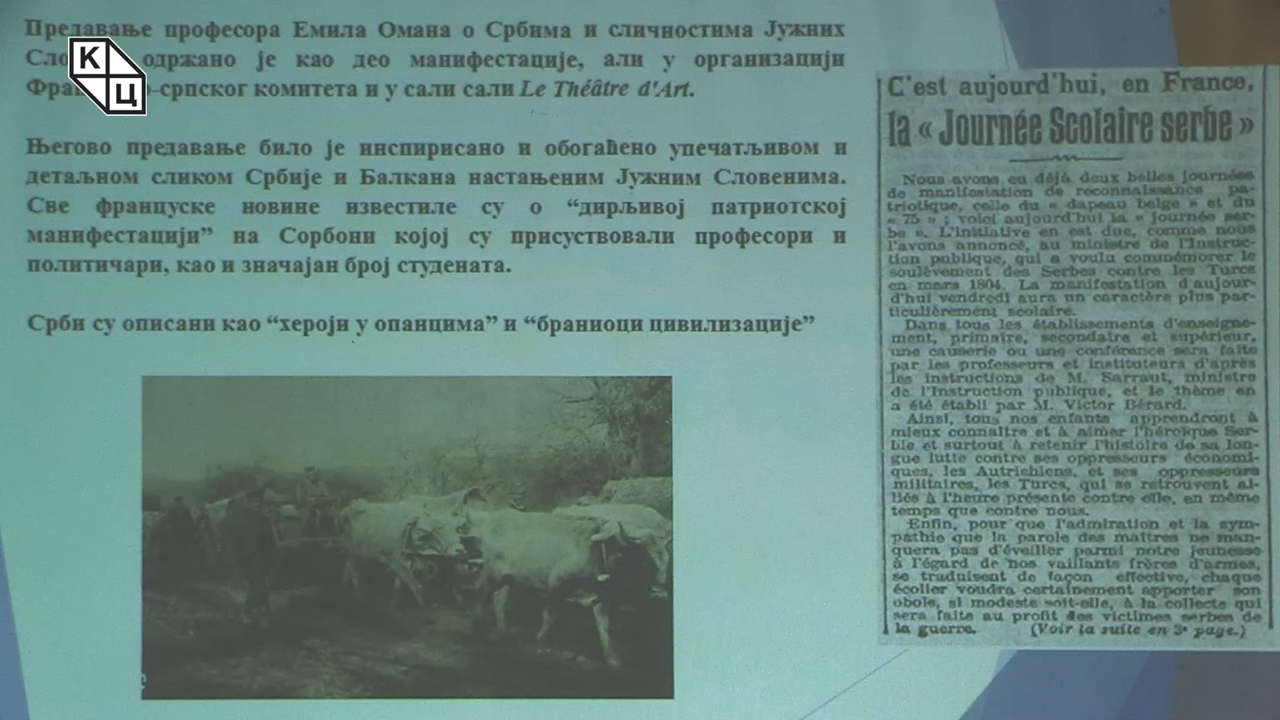 Предавање професора Емила Омана о Србима и сличностима Јужних
одржано је као део манифестације, али у организацији
српског комитета и у сали сали Le Théâtre d'Art.
Његово предавање било је инспирисано и обогаћено упечатљивом и
детаљном сликом Србије и Балкана настањеним Јужним Словенима.
Све француске новине известиле су о “дирљивој патриотској
манифестацији” на Сорбони којој су присуствовали професори и
политичари, као и значајан број студената.
Срби су описани као “хероји у опанцима” и “браниоци цивилизације”
К
Ц
C'est aujourd'hui, en France,
la « Journée Scolaire serbe »
Nous avons eu déjà deux belles journées
de manifestation de reconnaissance pa-
triotique, celle du « dapeau belge » et du
« 75 » ; voici aujourd'hui la « journée ser-
be ». L'initiative en est due, comme nous
l'avons annoncé, au ministre de l'Instruc-
tion publique, qui a voulu commémorer le
soulèvement des Serbes contre les Turcs
en mars 1804. La manifestation d'aujour-
d'hui vendredi aura un caractère plus par-
ticulièrement scolaire.
Dans tous les établissements d'enseigne-
ment, primaire, secondaire et supérieur,
une causerie ou une conférence sera faite
par les professeurs et instituteurs d'après
les instructions de M. Sarraut, ministre
de l'Instruction publique, et le thème en
a été établi par M. Victor Bérard.
Ainsi, tous nos enfants apprendront à
mieux connaître et à aimer l'héroïque Ser-
bie et surtout à retenir l'histoire de sa lon-
gue lutte contre ses oppresseurs économi-
ques, les Autrichiens, et ses oppresseurs
militaires, les Turcs, qui se retrouvent al-
liés à l'heure présente contre elle, en même
temps que contre nous.
Enfin, pour que l'admiration et la sym-
pathie que la parole des maîtres ne man-
quera pas d'éveiller parmi notre jeunesse
à l'égard de nos vaillants frères d'armes,
se traduisent de façon effective, chaque
écolier voudra certainement apporter son
obole, si modeste soit-elle, à la collecte qui
sera faite au profit des victimes serbes de
la guerre. (Voir la suite en 3e page.)